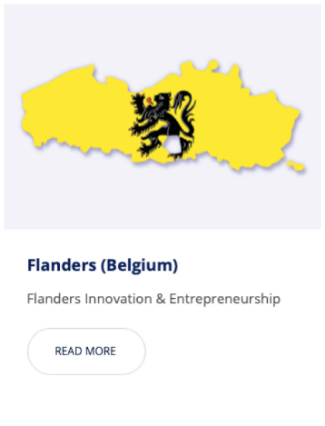 Flanders (Belgium)
Flanders Innovation & Entrepreneurship
READ MORE